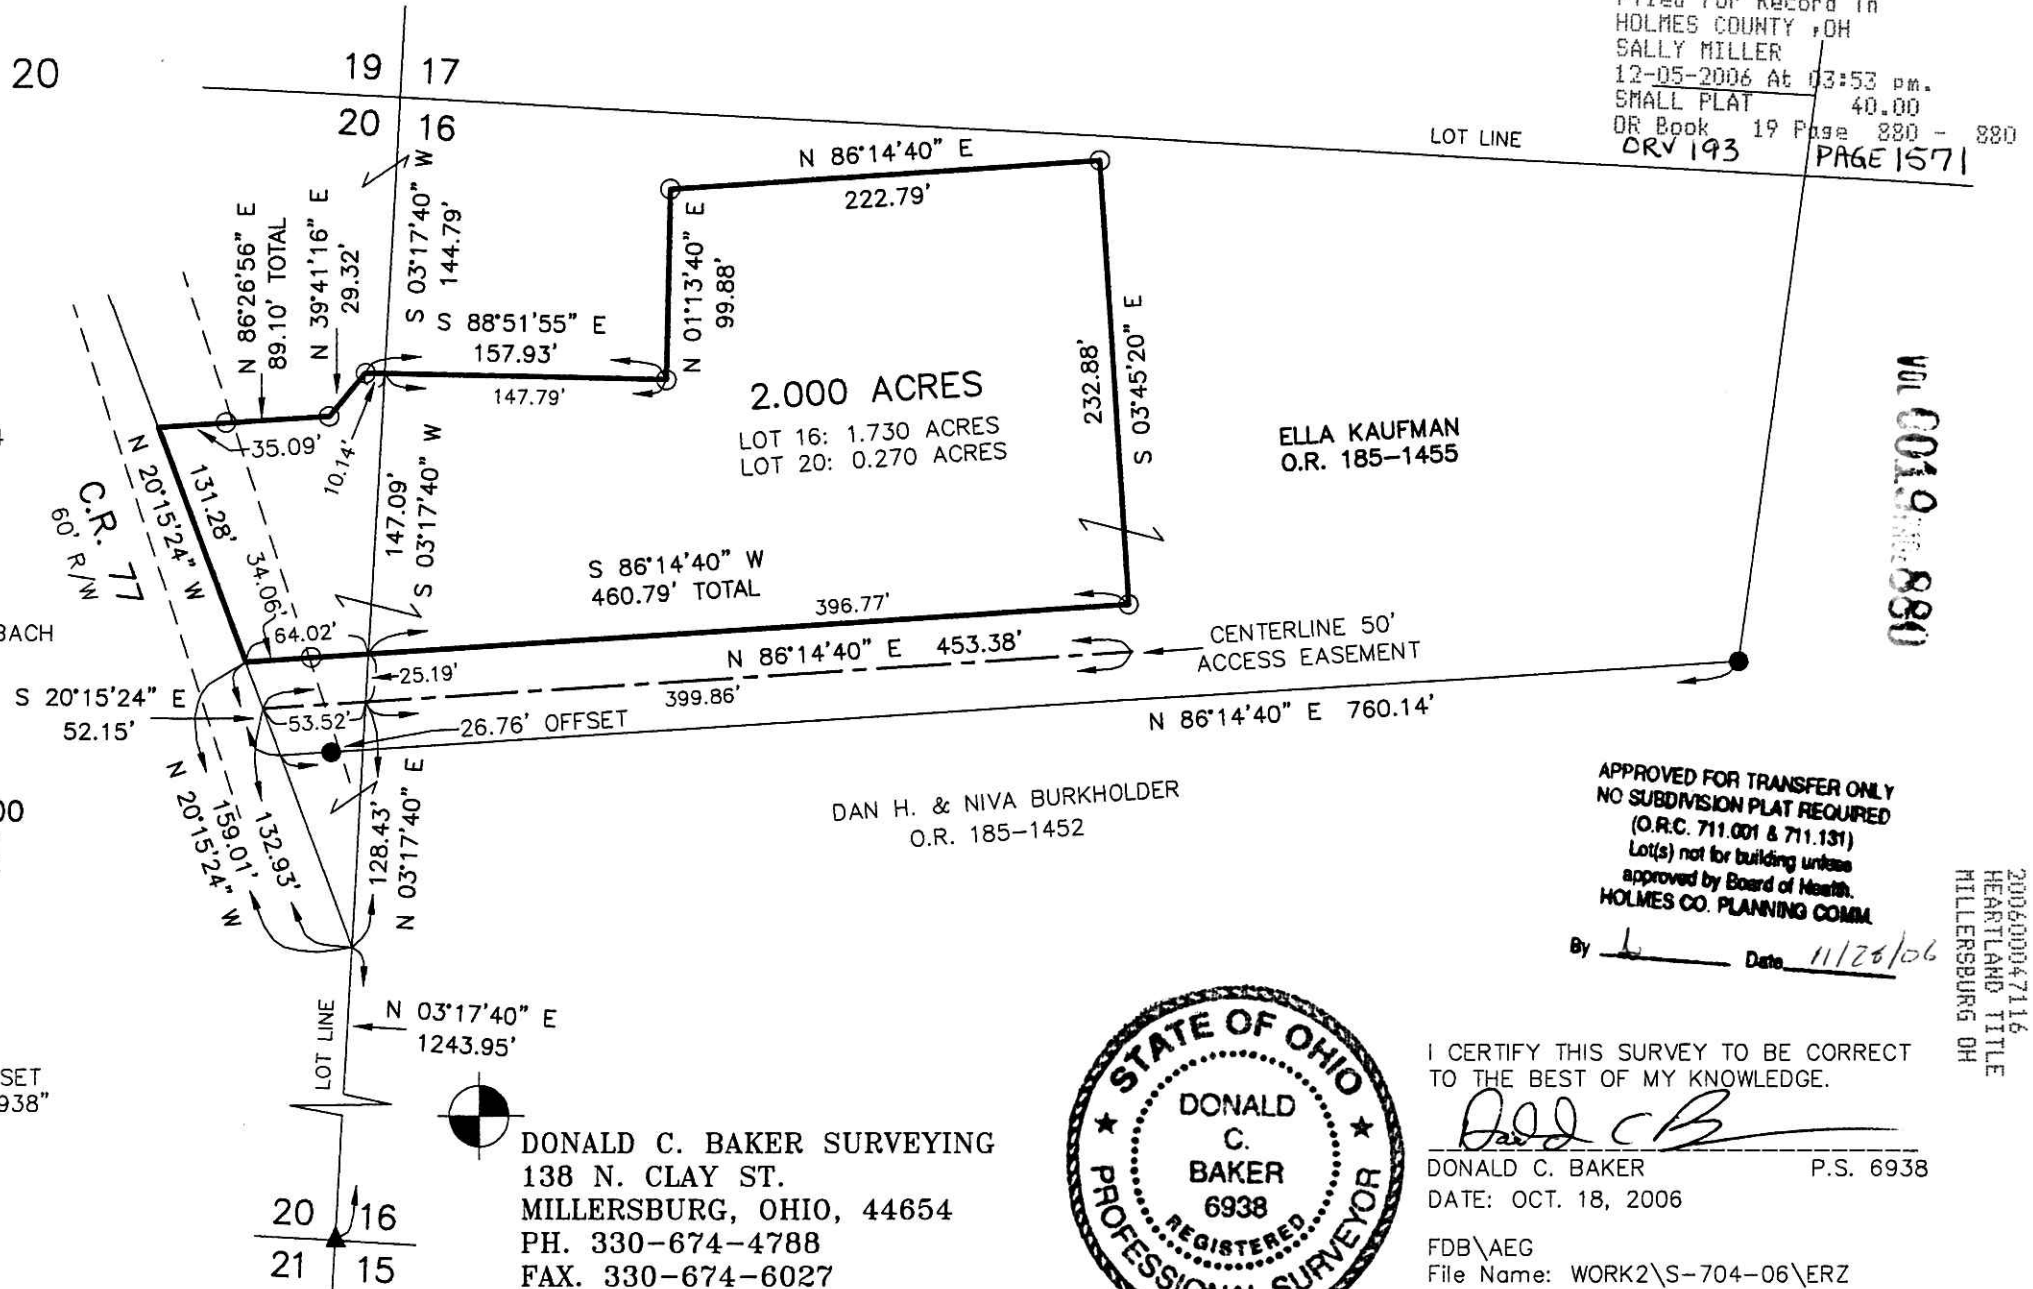 Filed for Record in
HOLMES COUNTY ,OH
SALLY MILLER
12-05-2006 At 03:53 pm.
SMALL PLAT 40.00
OR Book 19 Page 880 - 880
ORV 193 PAGE 1571
20
19 17
20 16
LOT LINE
N 86°14'40" E
222.79'
N 86°26'56" E
89.10' TOTAL
N 39°41'16" E
29.32'
S 03°17'40" W
144.79'
S 88°51'55" E
157.93'
147.79'
N 01°13'40" E
99.88'
2.000 ACRES
LOT 16: 1.730 ACRES
LOT 20: 0.270 ACRES
232.88'
S 03°45'20" E
ELLA KAUFMAN
O.R. 185-1455
VOL 0019 880
35.09'
10.14'
N 20°15'24" W
131.28'
C.R. 77
60' R/W
34.06'
147.09'
S 03°17'40" W
S 86°14'40" W
460.79' TOTAL
396.77'
64.02'
BACH
N 86°14'40" E 453.38'
CENTERLINE 50'
ACCESS EASEMENT
25.19'
S 20°15'24" E
52.15'
53.52'
399.86'
26.76' OFFSET
N 86°14'40" E 760.14'
N 20°15'24" W
159.01'
132.93'
128.43'
N 03°17'40" E
DAN H. & NIVA BURKHOLDER
O.R. 185-1452
00
APPROVED FOR TRANSFER ONLY
NO SUBDIVISION PLAT REQUIRED
(O.R.C. 711.001 & 711.131)
Lot(s) not for building unless
approved by Board of Health.
HOLMES CO. PLANNING COMM.
By Date 11/28/06
200600047116
HEARTLAND TITLE
MILLERSBURG OH
LOT LINE
N 03°17'40" E
1243.95'
SET
938"
20 16
21 15
DONALD C. BAKER SURVEYING
138 N. CLAY ST.
MILLERSBURG, OHIO, 44654
PH. 330-674-4788
FAX. 330-674-6027
STATE OF OHIO
DONALD
C.
BAKER
6938
REGISTERED
PROFESSIONAL SURVEYOR
I CERTIFY THIS SURVEY TO BE CORRECT
TO THE BEST OF MY KNOWLEDGE.
DONALD C. BAKER P.S. 6938
DATE: OCT. 18, 2006
FDB\AEG
File Name: WORK2\S-704-06\ERZ